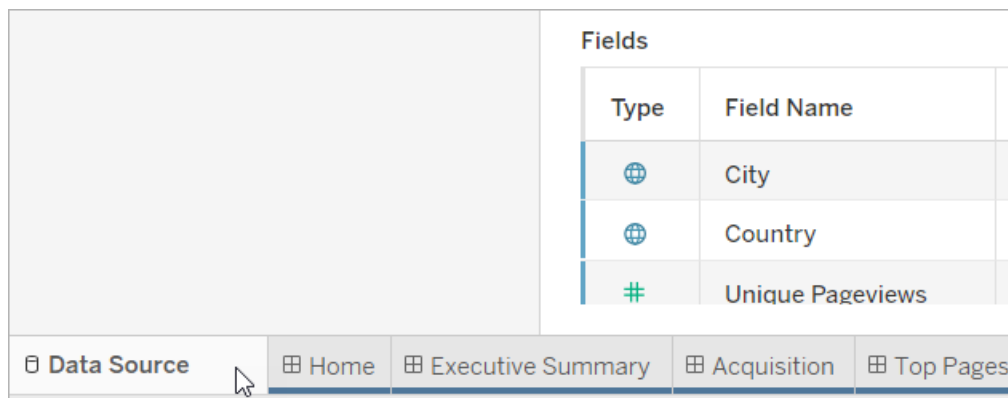 Fields
Type Field Name
City
Country
Unique Pageviews
Data Source Home Executive Summary Acquisition Top Pages